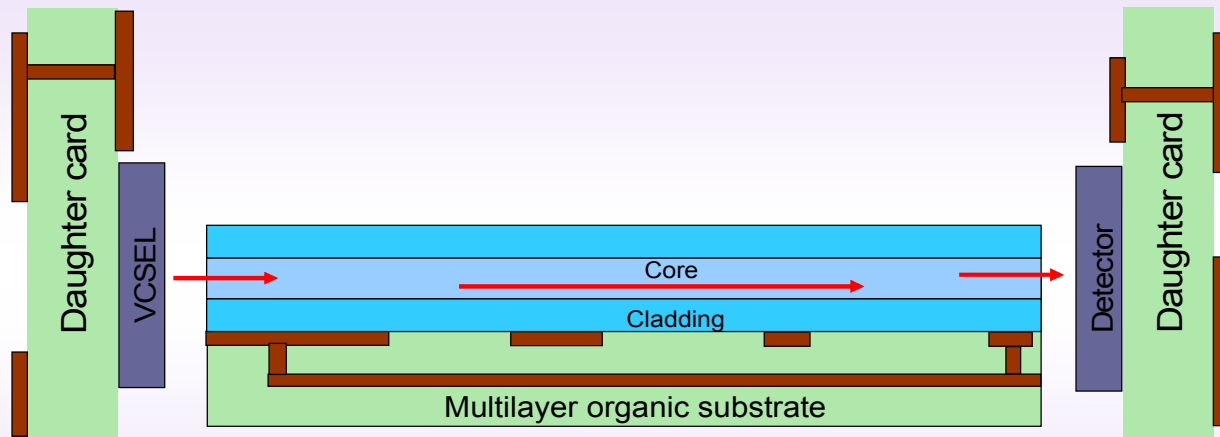 Daughter card
VCSEL
Core
Cladding
Multilayer organic substrate
Detector
Daughter card